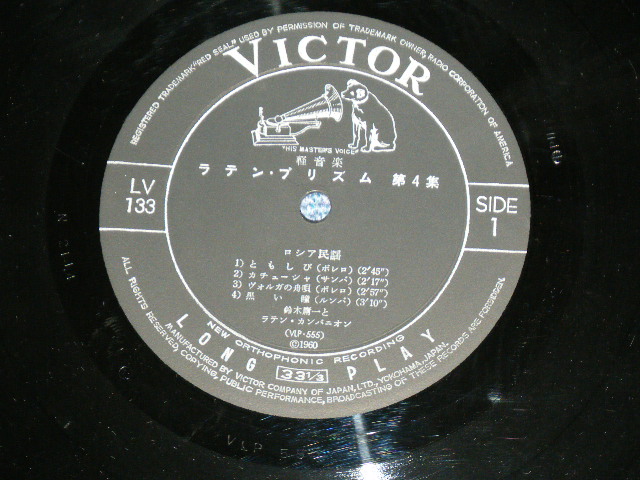 REGISTERED TRADEMARK "RED SEAL" USED BY PERMISSION OF TRADEMARK OWNER, RADIO CORPORATION OF AMERICA
VICTOR
"HIS MASTER'S VOICE"
軽音楽
ラテン・プリズム 第4集
LV
133
SIDE
1
ロシア民謡
1) ともしび (ボレロ) (2'45")
2) カチューシャ (サンバ) (2'17")
3) ヴォルガの舟唄 (ボレロ) (2'57")
4) 黒い瞳 (ルンバ) (3'10")
鈴木庸一と
ラテン・カンパニオン
(VLP-555)
©1960
NEW ORTHOPHONIC RECORDING
LONG 33 1/3 PLAY
MANUFACTURED BY VICTOR COMPANY OF JAPAN, LTD., YOKOHAMA, JAPAN.
ALL RIGHTS RESERVED, COPYING, PUBLIC PERFORMANCE, BROADCASTING OF THESE RECORDS ARE FORBIDDEN.